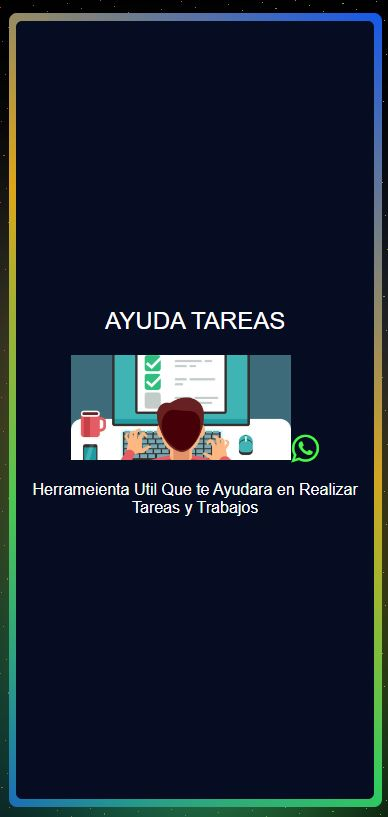 AYUDA TAREAS
Herrameienta Util Que te Ayudara en Realizar
Tareas y Trabajos